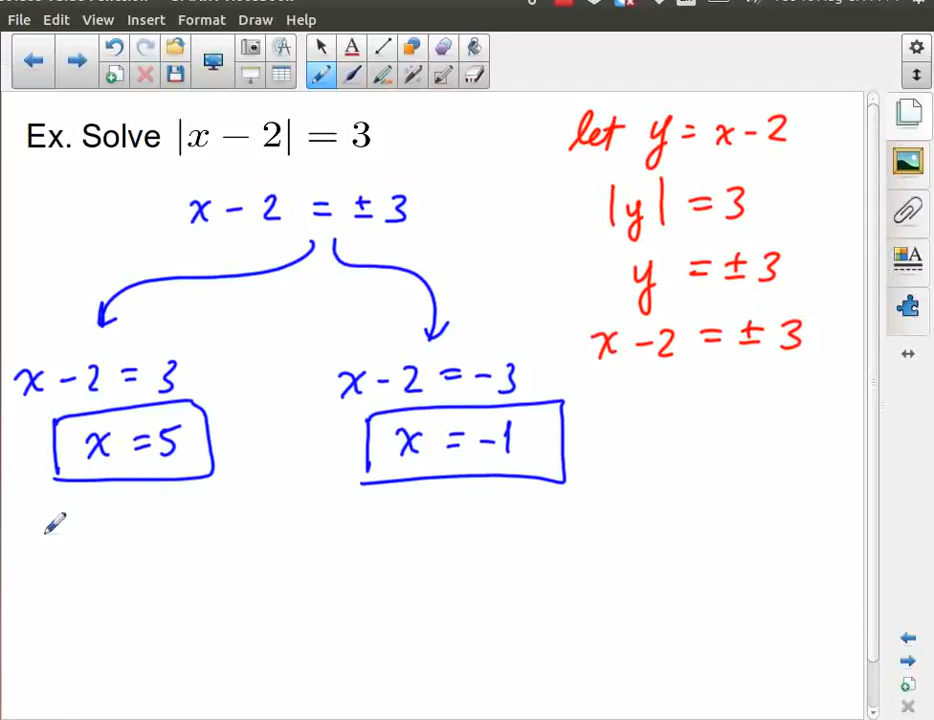 File Edit View Insert Format Draw Help
Ex. Solve |x − 2| = 3
x − 2 = ± 3
x − 2 = 3
x − 2 = −3
x = 5
x = −1
let y = x − 2
|y| = 3
y = ± 3
x − 2 = ± 3